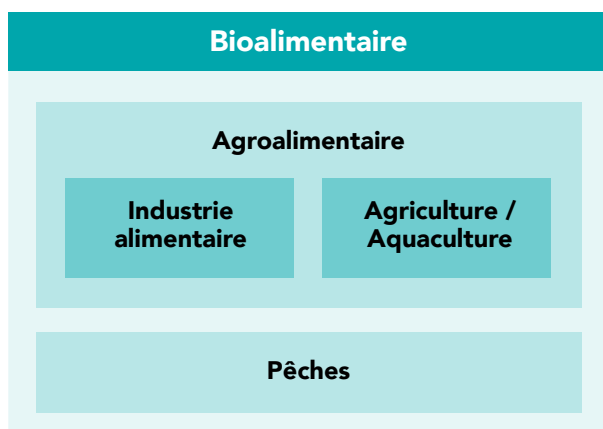 Bioalimentaire
Agroalimentaire
Industrie
alimentaire
Agriculture /
Aquaculture
Pêches